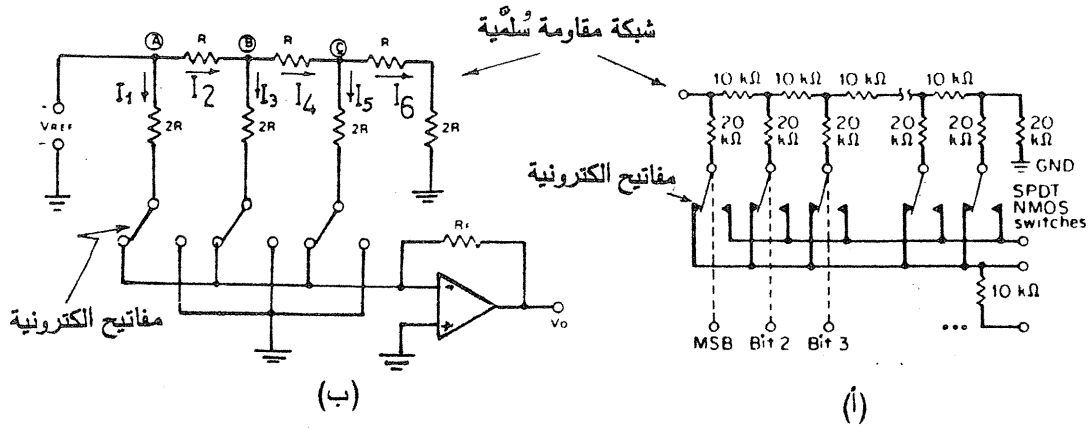 شبكة مقاومة سُلَّمية
A R B R C R
I1 I2 I3 I4 I5 I6
- VREF -
2R 2R 2R 2R
مفاتيح الكترونية
RF
- + Vo
(ب)
10 kΩ 10 kΩ 10 kΩ 10 kΩ
20 kΩ 20 kΩ 20 kΩ 20 kΩ 20 kΩ 20 kΩ
GND
مفاتيح الكترونية
SPDT
NMOS
switches
10 kΩ
MSB Bit 2 Bit 3 •••
(أ)